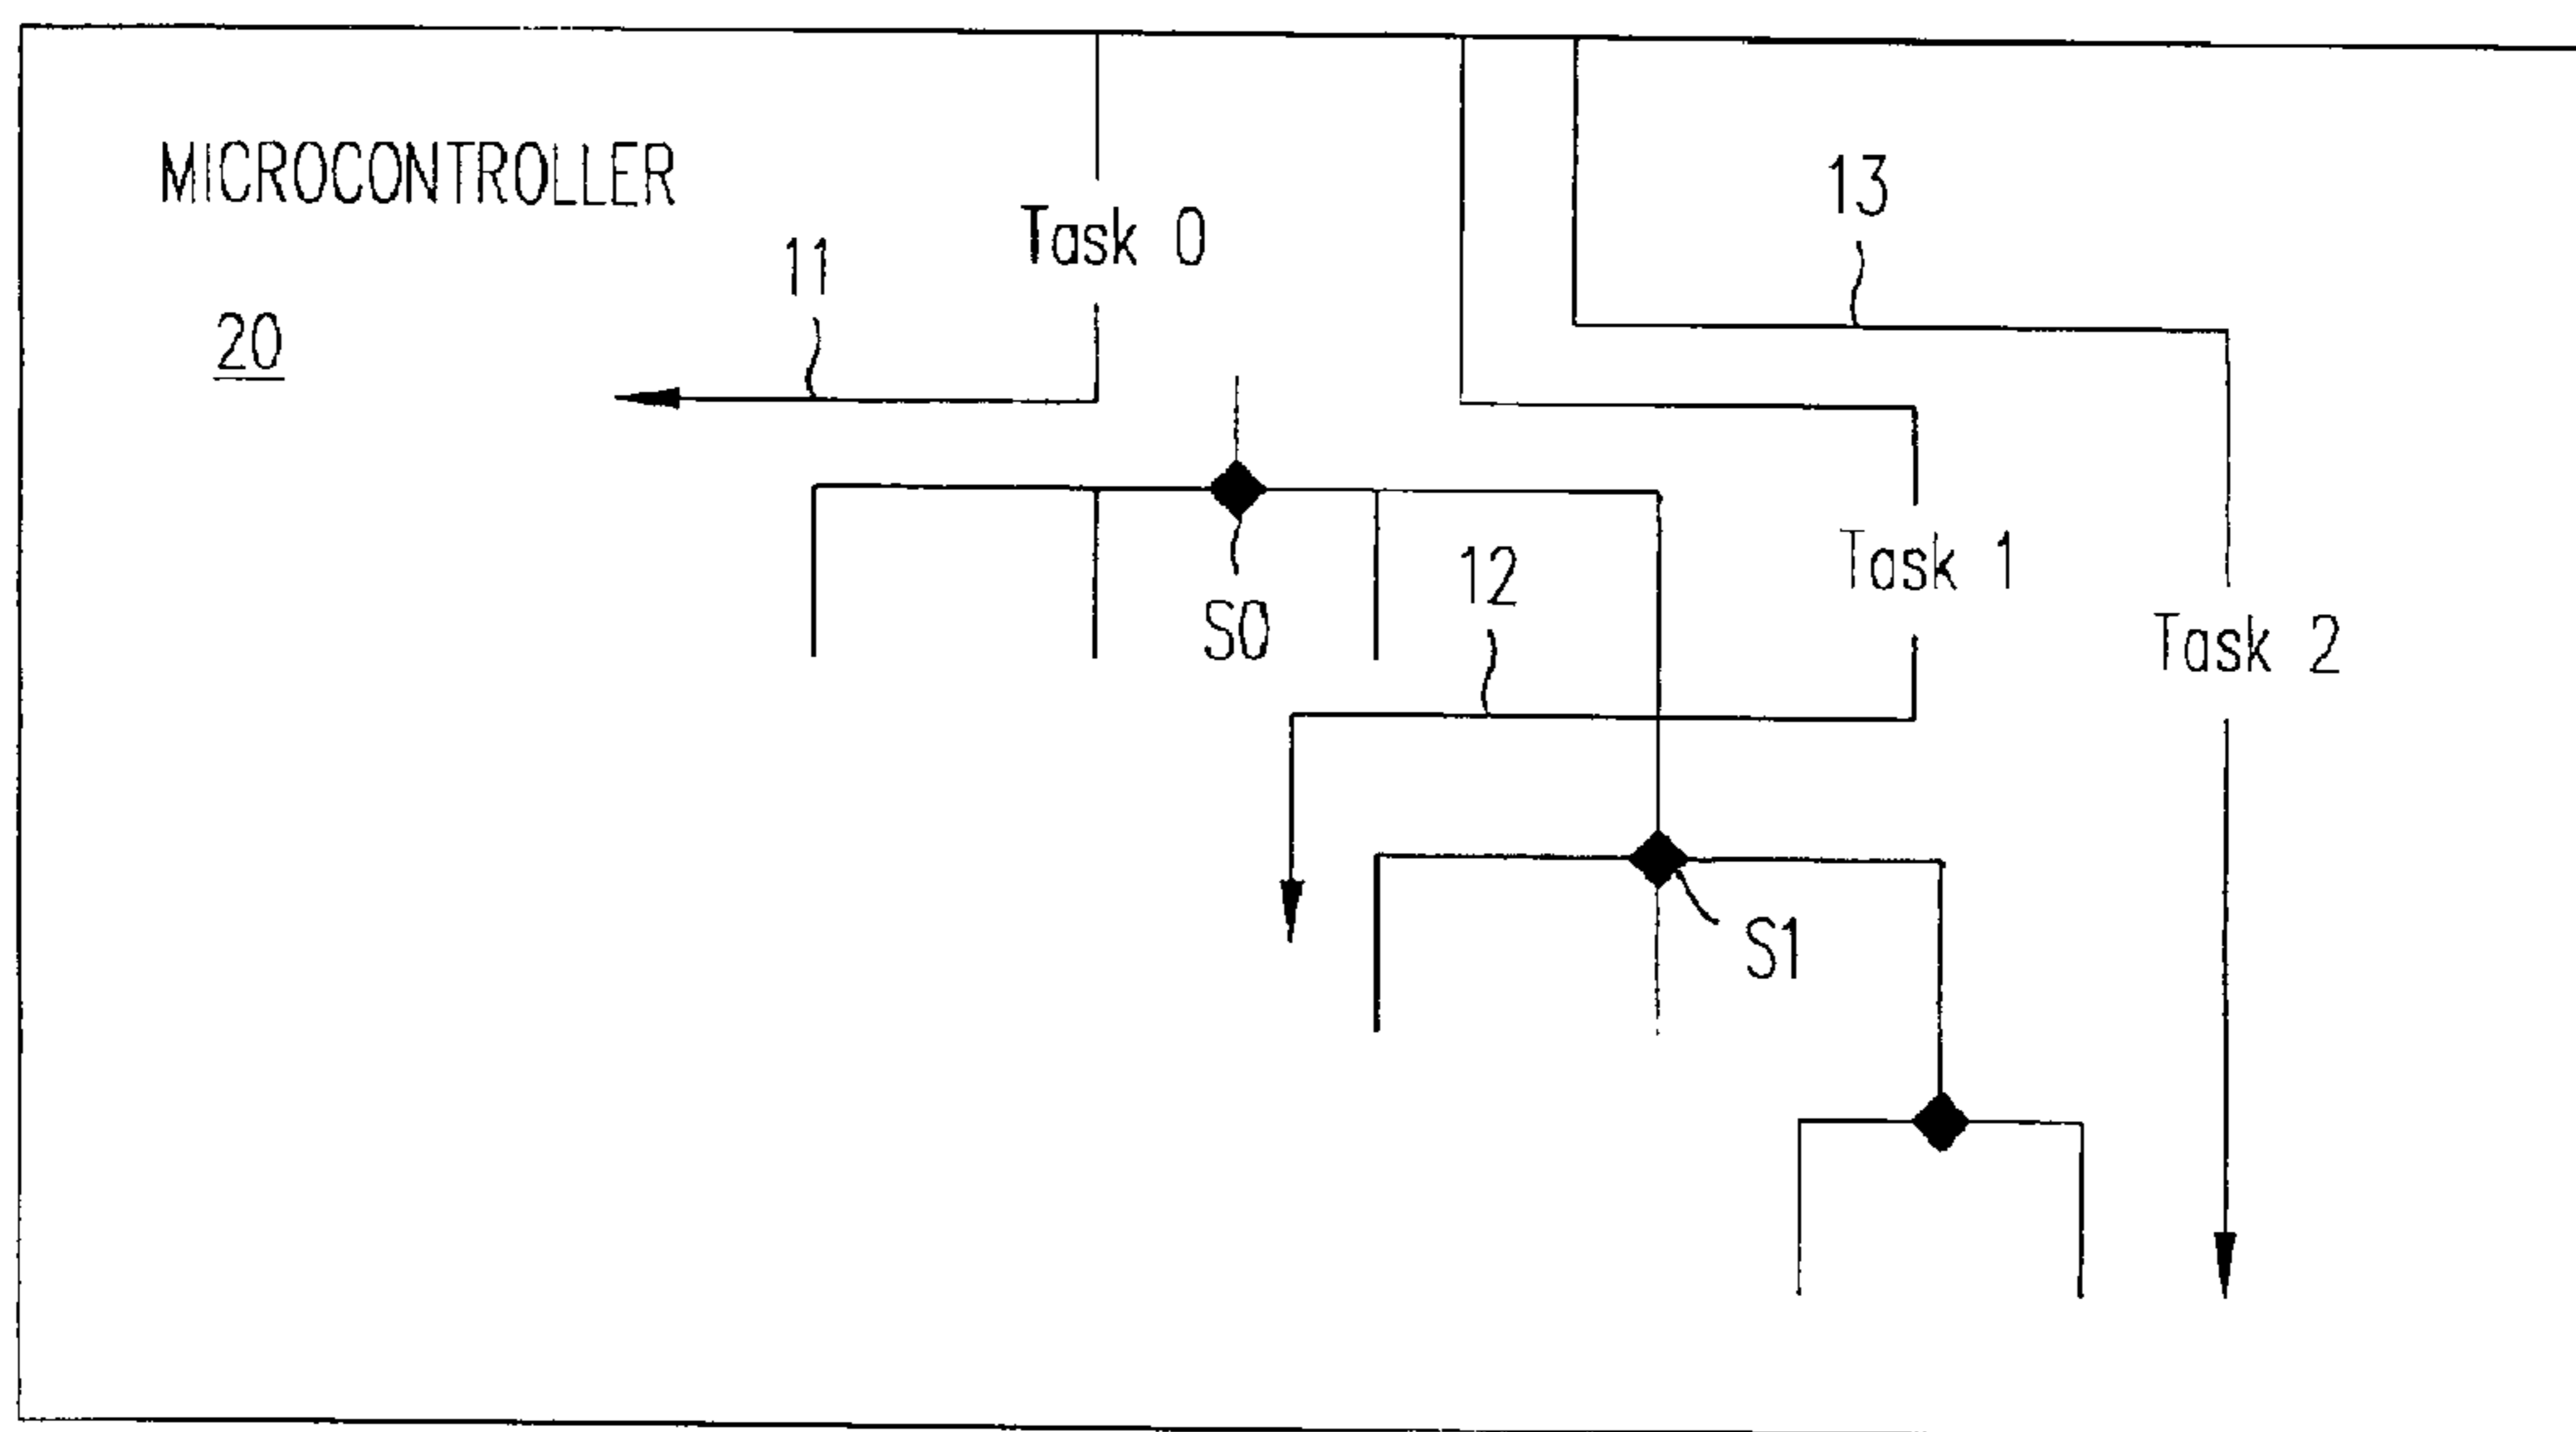 MICROCONTROLLER
20
11
Task 0
13
S0
12
Task 1
Task 2
S1